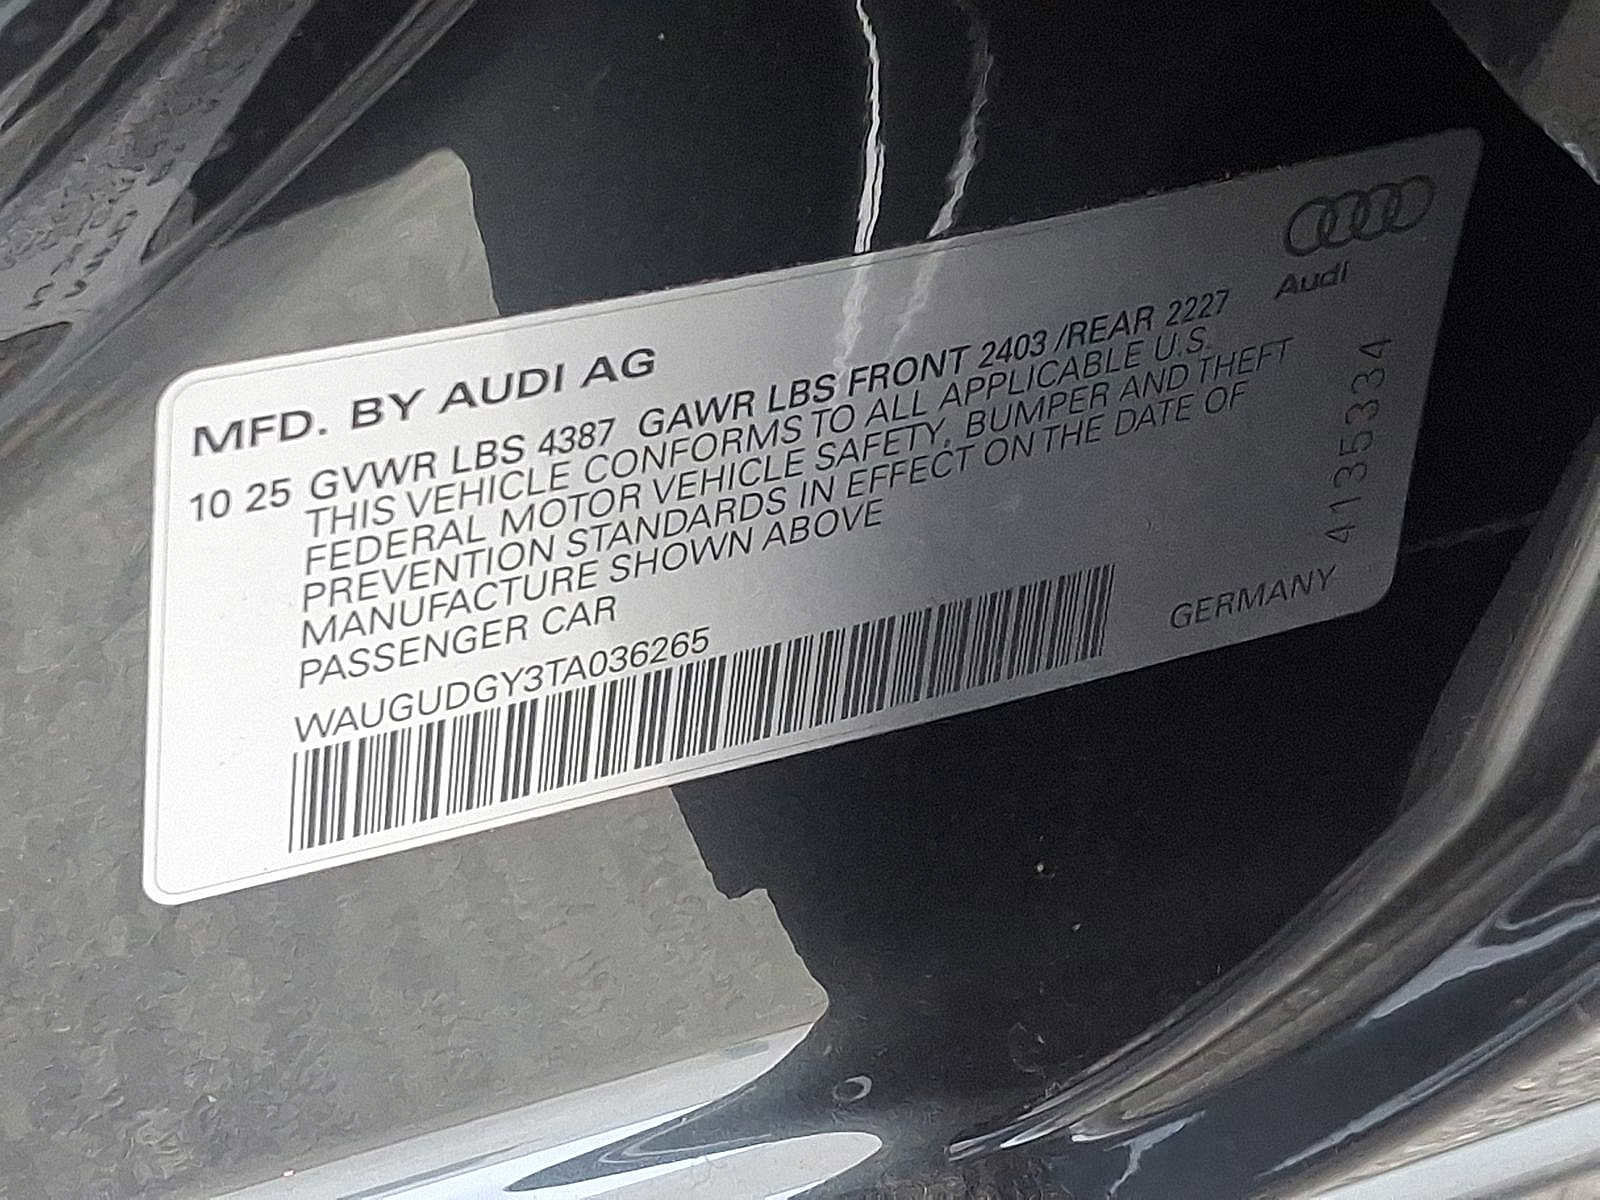 Audi
MFD. BY AUDI AG
10 25 GVWR LBS 4387 GAWR LBS FRONT 2403 /REAR 2227
THIS VEHICLE CONFORMS TO ALL APPLICABLE U.S.
FEDERAL MOTOR VEHICLE SAFETY, BUMPER AND THEFT
PREVENTION STANDARDS IN EFFECT ON THE DATE OF
MANUFACTURE SHOWN ABOVE
PASSENGER CAR
WAUGUDGY3TA036265
GERMANY
4135334